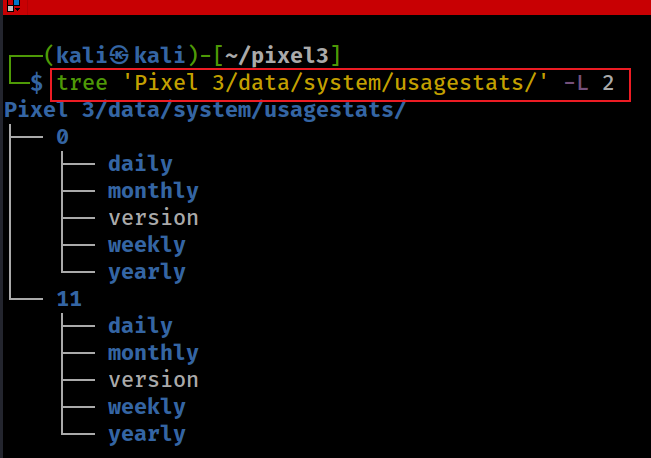 ┌──(kali㉿kali)-[~/pixel3]
└─$ tree 'Pixel 3/data/system/usagestats/' -L 2
Pixel 3/data/system/usagestats/
├── 0
│   ├── daily
│   ├── monthly
│   ├── version
│   ├── weekly
│   └── yearly
└── 11
    ├── daily
    ├── monthly
    ├── version
    ├── weekly
    └── yearly